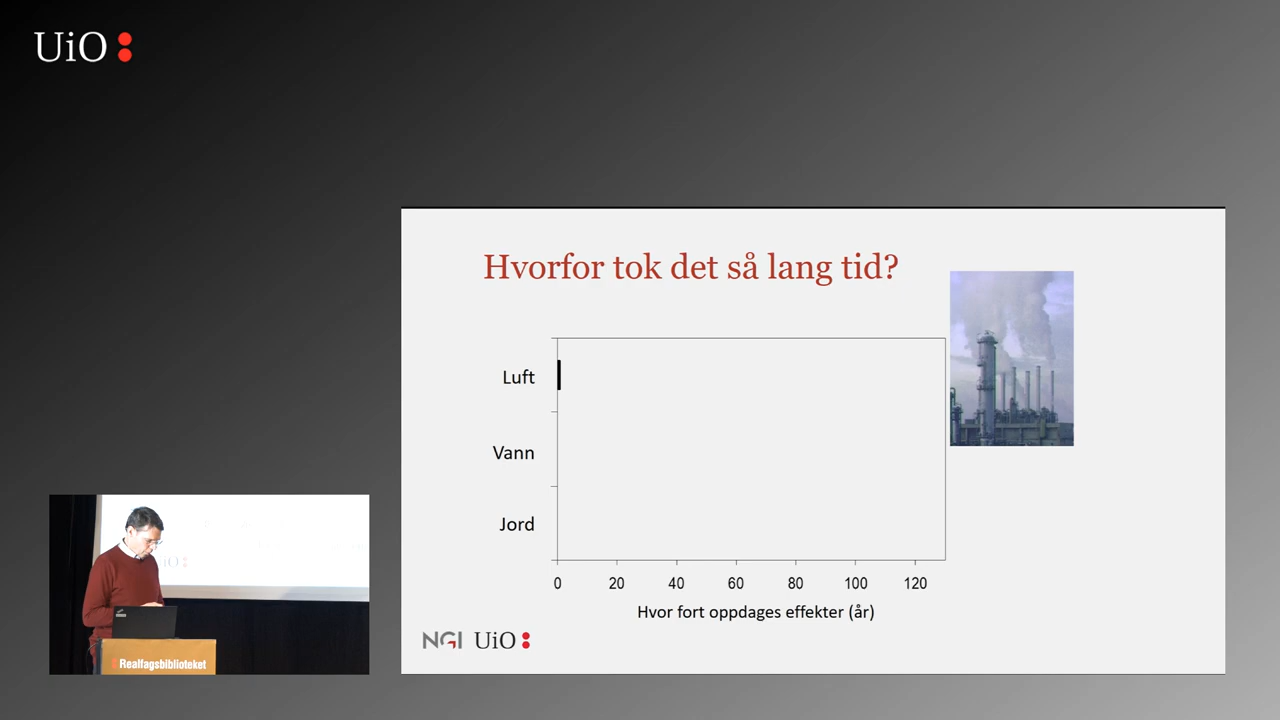 UiO
Hvorfor tok det så lang tid?
Luft
Vann
Jord
0 20 40 60 80 100 120
Hvor fort oppdages effekter (år)
NGI UiO
Realfagsbiblioteket